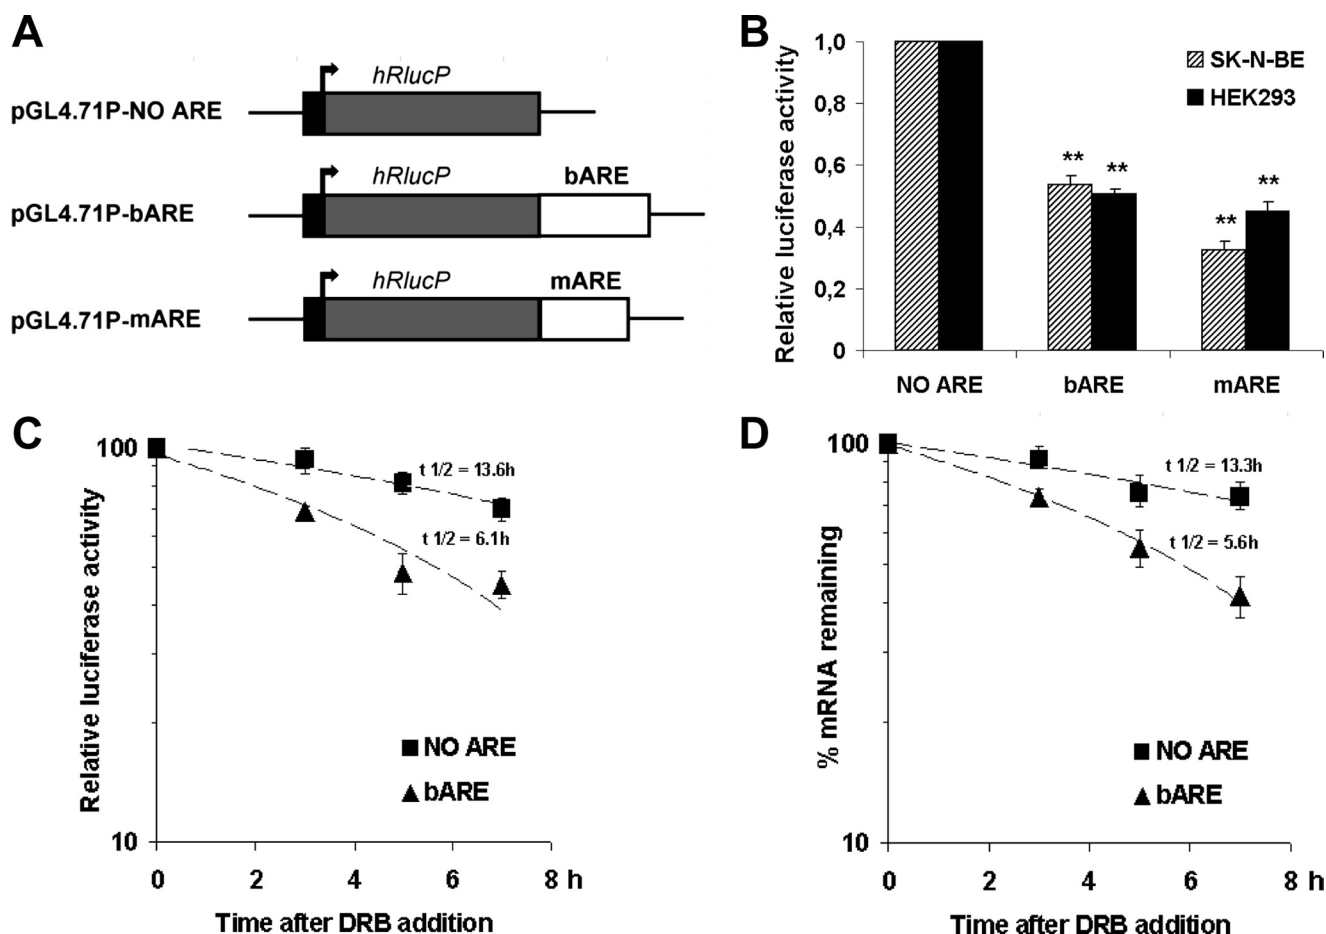 A
hRlucP
pGL4.71P-NO ARE
hRlucP
bARE
pGL4.71P-bARE
hRlucP
mARE
pGL4.71P-mARE
B
Relative luciferase activity
1,0
0,8
0,6
0,4
0,2
0
SK-N-BE
HEK293
** **
** **
NO ARE bARE mARE
C
Relative luciferase activity
100
10
t 1/2 = 13.6h
t 1/2 = 6.1h
NO ARE
bARE
0 2 4 6 8 h
Time after DRB addition
D
% mRNA remaining
100
10
t 1/2 = 13.3h
t 1/2 = 5.6h
NO ARE
bARE
0 2 4 6 8 h
Time after DRB addition